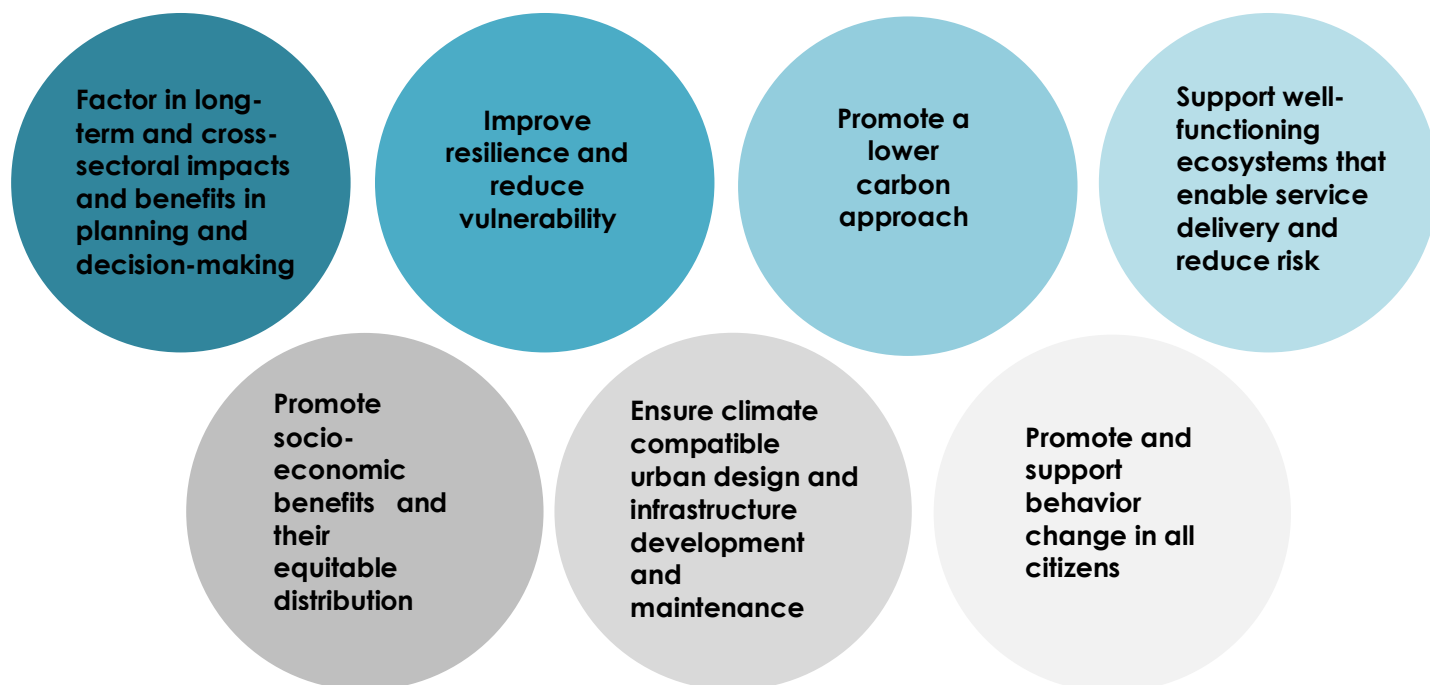 Factor in long-
term and cross-
sectoral impacts
and benefits in
planning and
decision-making
Improve
resilience and
reduce
vulnerability
Promote a
lower
carbon
approach
Support well-
functioning
ecosystems that
enable service
delivery and
reduce risk
Promote
socio-
economic
benefits and
their
equitable
distribution
Ensure climate
compatible
urban design and
infrastructure
development
and
maintenance
Promote and
support
behavior
change in all
citizens